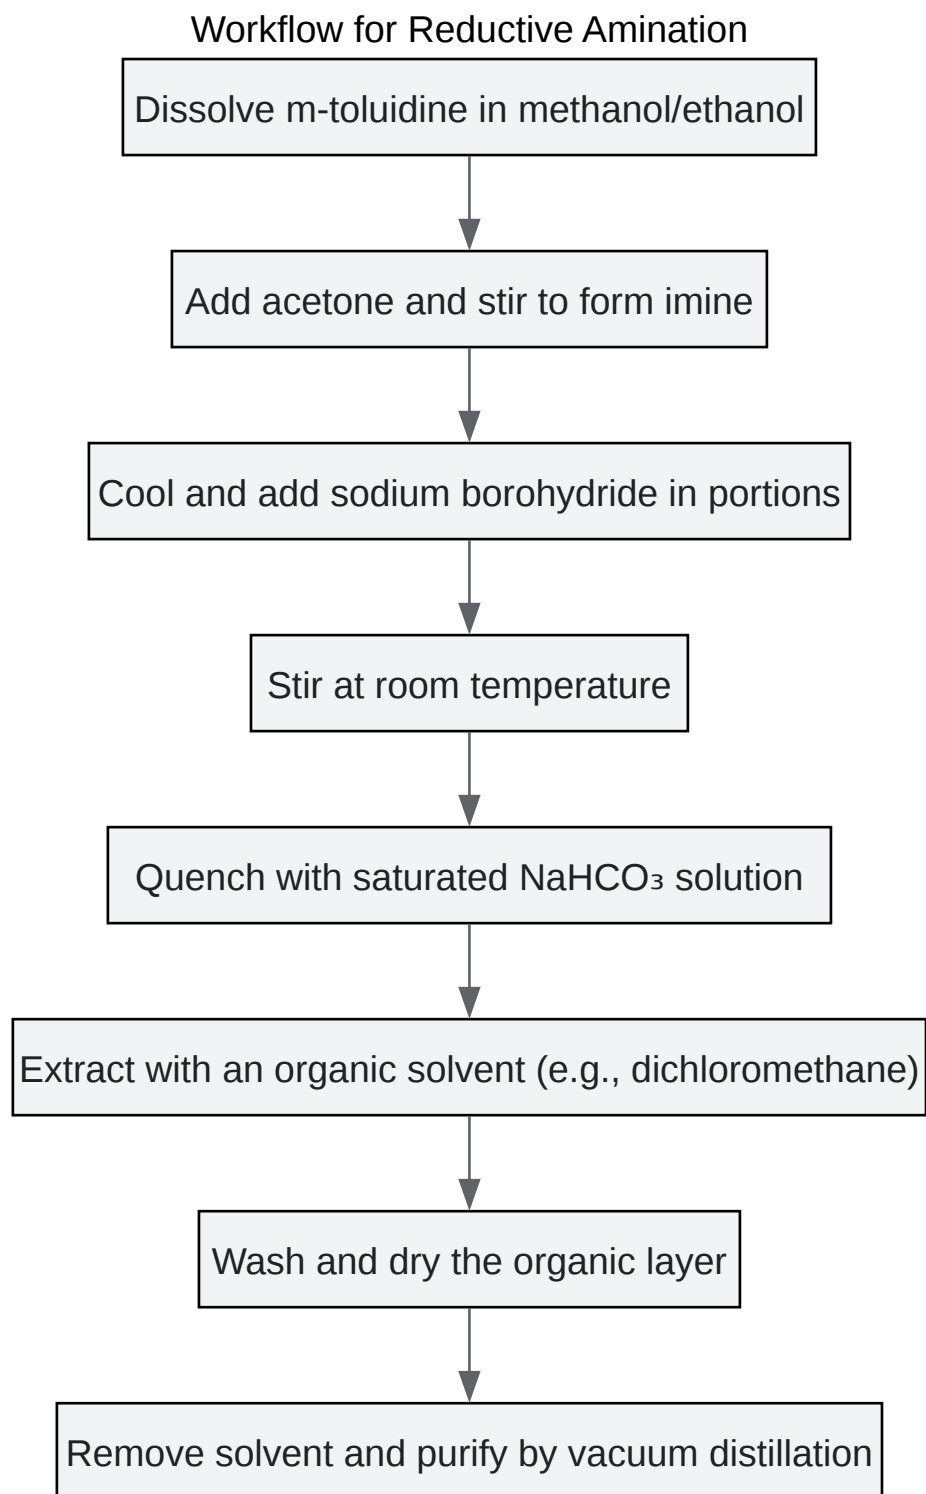 Workflow for Reductive Amination
Dissolve m-toluidine in methanol/ethanol
Add acetone and stir to form imine
Cool and add sodium borohydride in portions
Stir at room temperature
Quench with saturated NaHCO₃ solution
Extract with an organic solvent (e.g., dichloromethane)
Wash and dry the organic layer
Remove solvent and purify by vacuum distillation